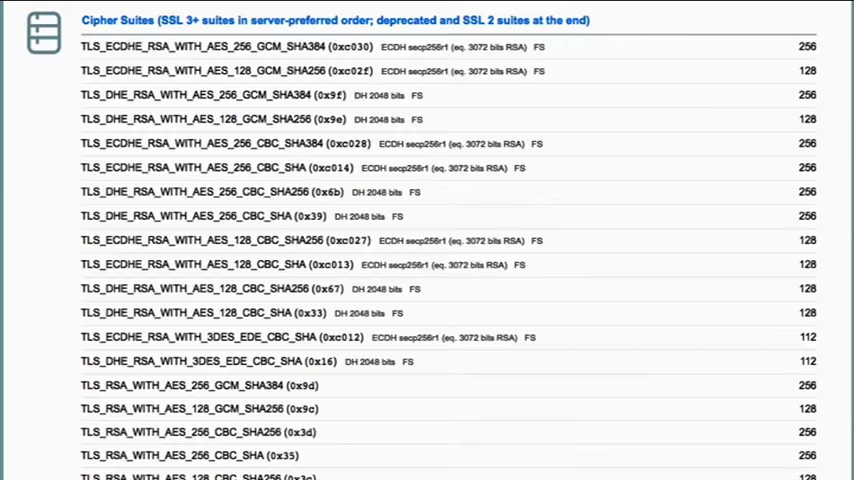 Cipher Suites (SSL 3+ suites in server-preferred order; deprecated and SSL 2 suites at the end)
TLS_ECDHE_RSA_WITH_AES_256_GCM_SHA384 (0xc030) ECDH secp256r1 (eq. 3072 bits RSA) FS 256
TLS_ECDHE_RSA_WITH_AES_128_GCM_SHA256 (0xc02f) ECDH secp256r1 (eq. 3072 bits RSA) FS 128
TLS_DHE_RSA_WITH_AES_256_GCM_SHA384 (0x9f) DH 2048 bits FS 256
TLS_DHE_RSA_WITH_AES_128_GCM_SHA256 (0x9e) DH 2048 bits FS 128
TLS_ECDHE_RSA_WITH_AES_256_CBC_SHA384 (0xc028) ECDH secp256r1 (eq. 3072 bits RSA) FS 256
TLS_ECDHE_RSA_WITH_AES_256_CBC_SHA (0xc014) ECDH secp256r1 (eq. 3072 bits RSA) FS 256
TLS_DHE_RSA_WITH_AES_256_CBC_SHA256 (0x6b) DH 2048 bits FS 256
TLS_DHE_RSA_WITH_AES_256_CBC_SHA (0x39) DH 2048 bits FS 256
TLS_ECDHE_RSA_WITH_AES_128_CBC_SHA256 (0xc027) ECDH secp256r1 (eq. 3072 bits RSA) FS 128
TLS_ECDHE_RSA_WITH_AES_128_CBC_SHA (0xc013) ECDH secp256r1 (eq. 3072 bits RSA) FS 128
TLS_DHE_RSA_WITH_AES_128_CBC_SHA256 (0x67) DH 2048 bits FS 128
TLS_DHE_RSA_WITH_AES_128_CBC_SHA (0x33) DH 2048 bits FS 128
TLS_ECDHE_RSA_WITH_3DES_EDE_CBC_SHA (0xc012) ECDH secp256r1 (eq. 3072 bits RSA) FS 112
TLS_DHE_RSA_WITH_3DES_EDE_CBC_SHA (0x16) DH 2048 bits FS 112
TLS_RSA_WITH_AES_256_GCM_SHA384 (0x9d) 256
TLS_RSA_WITH_AES_128_GCM_SHA256 (0x9c) 128
TLS_RSA_WITH_AES_256_CBC_SHA256 (0x3d) 256
TLS_RSA_WITH_AES_256_CBC_SHA (0x35) 256
TLS_RSA_WITH_AES_128_CBC_SHA256 (0x3c) 128